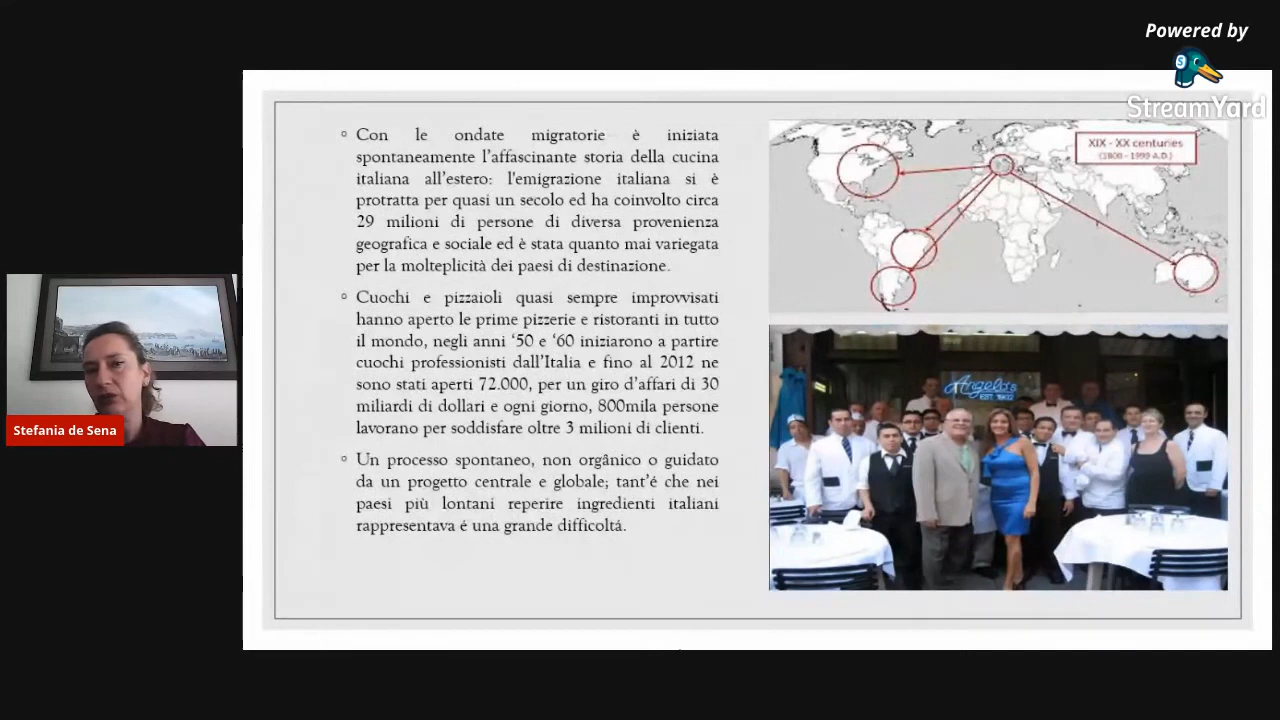 Powered by
StreamYard
Con le ondate migratorie è iniziata
spontaneamente l'affascinante storia della cucina
italiana all'estero: l'emigrazione italiana si è
protratta per quasi un secolo ed ha coinvolto circa
29 milioni di persone di diversa provenienza
geografica e sociale ed è stata quanto mai variegata
per la molteplicità dei paesi di destinazione.
Cuochi e pizzaioli quasi sempre improvvisati
hanno aperto le prime pizzerie e ristoranti in tutto
il mondo, negli anni '50 e '60 iniziarono a partire
cuochi professionisti dall'Italia e fino al 2012 ne
sono stati aperti 72.000, per un giro d'affari di 30
miliardi di dollari e ogni giorno, 800mila persone
lavorano per soddisfare oltre 3 milioni di clienti.
Un processo spontaneo, non orgânico o guidato
da un progetto centrale e globale; tant'é che nei
paesi più lontani reperire ingredienti italiani
rappresentava é una grande difficoltá.
XIX - XX centuries
(1800 - 1999 A.D.)
Angelo's
EST. 1902
Stefania de Sena